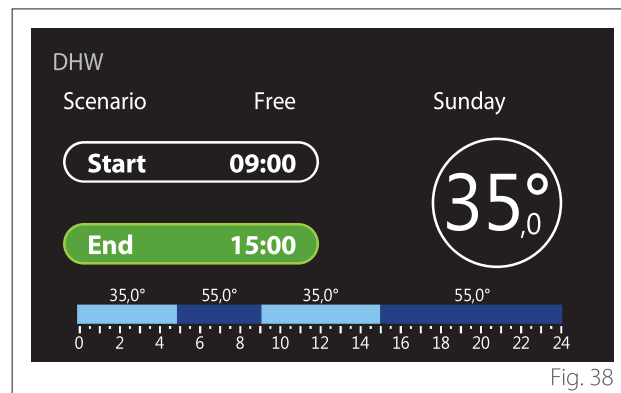 DHW
Scenario Free Sunday
Start 09:00
35,0°
End 15:00
35,0° 55,0° 35,0° 55,0°
0 2 4 6 8 10 12 14 16 18 20 22 24
Fig. 38